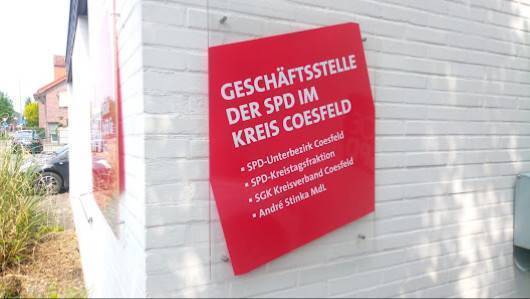 GESCHÄFTSSTELLE
DER SPD IM
KREIS COESFELD
▪ SPD-Unterbezirk Coesfeld
▪ SPD-Kreistagsfraktion
▪ SGK Kreisverband Coesfeld
▪ André Stinka MdL